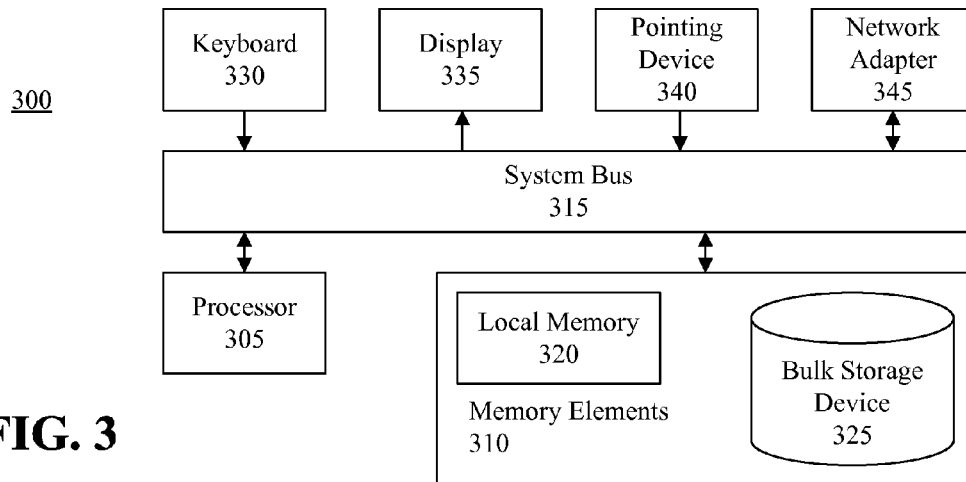 Keyboard
330
Display
335
Pointing
Device
340
Network
Adapter
345
300
System Bus
315
Processor
305
Local Memory
320
Memory Elements
310
Bulk Storage
Device
325
FIG. 3